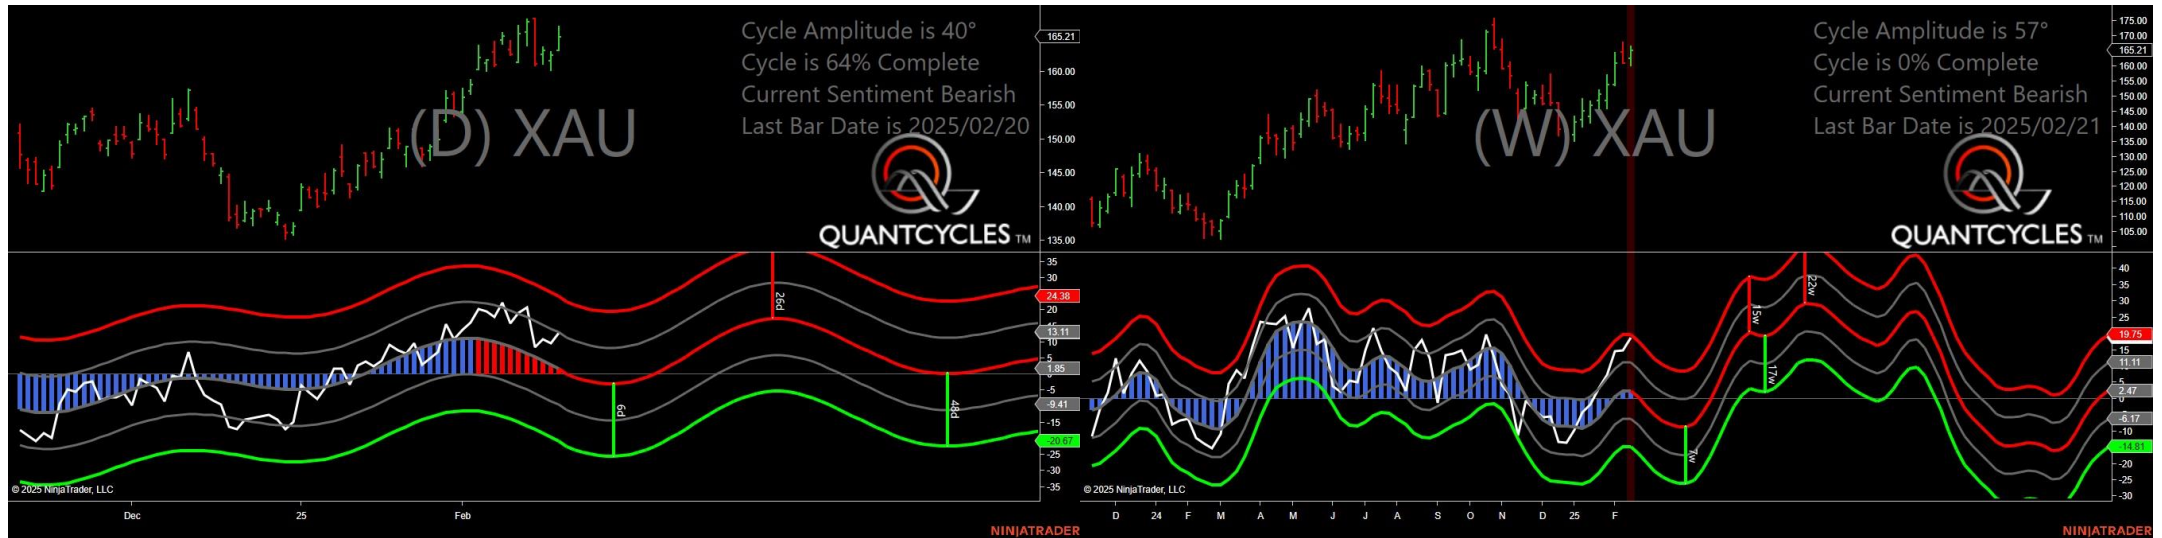 Cycle Amplitude is 40°
Cycle is 64% Complete
Current Sentiment Bearish
Last Bar Date is 2025/02/20
(D) XAU
QUANTCYCLES TM
165.21
160.00
155.00
150.00
145.00
140.00
135.00
35
30
24.38
20
13.11
10
5
1.85
-5
-9.41
-15
-20.67
-25
-30
-35
26d
6d
48d
© 2025 NinjaTrader, LLC
Dec
25
Feb
NINJATRADER
Cycle Amplitude is 57°
Cycle is 0% Complete
Current Sentiment Bearish
Last Bar Date is 2025/02/21
(W) XAU
QUANTCYCLES TM
175.00
170.00
165.21
160.00
155.00
150.00
145.00
140.00
135.00
130.00
125.00
120.00
115.00
110.00
105.00
40
35
30
25
19.75
15
11.11
5
2.47
0
-6.17
-10
-14.81
-20
-25
-30
15w
22w
17w
7w
© 2025 NinjaTrader, LLC
D 24 F M A M J J A S O N D 25 F
NINJATRADER